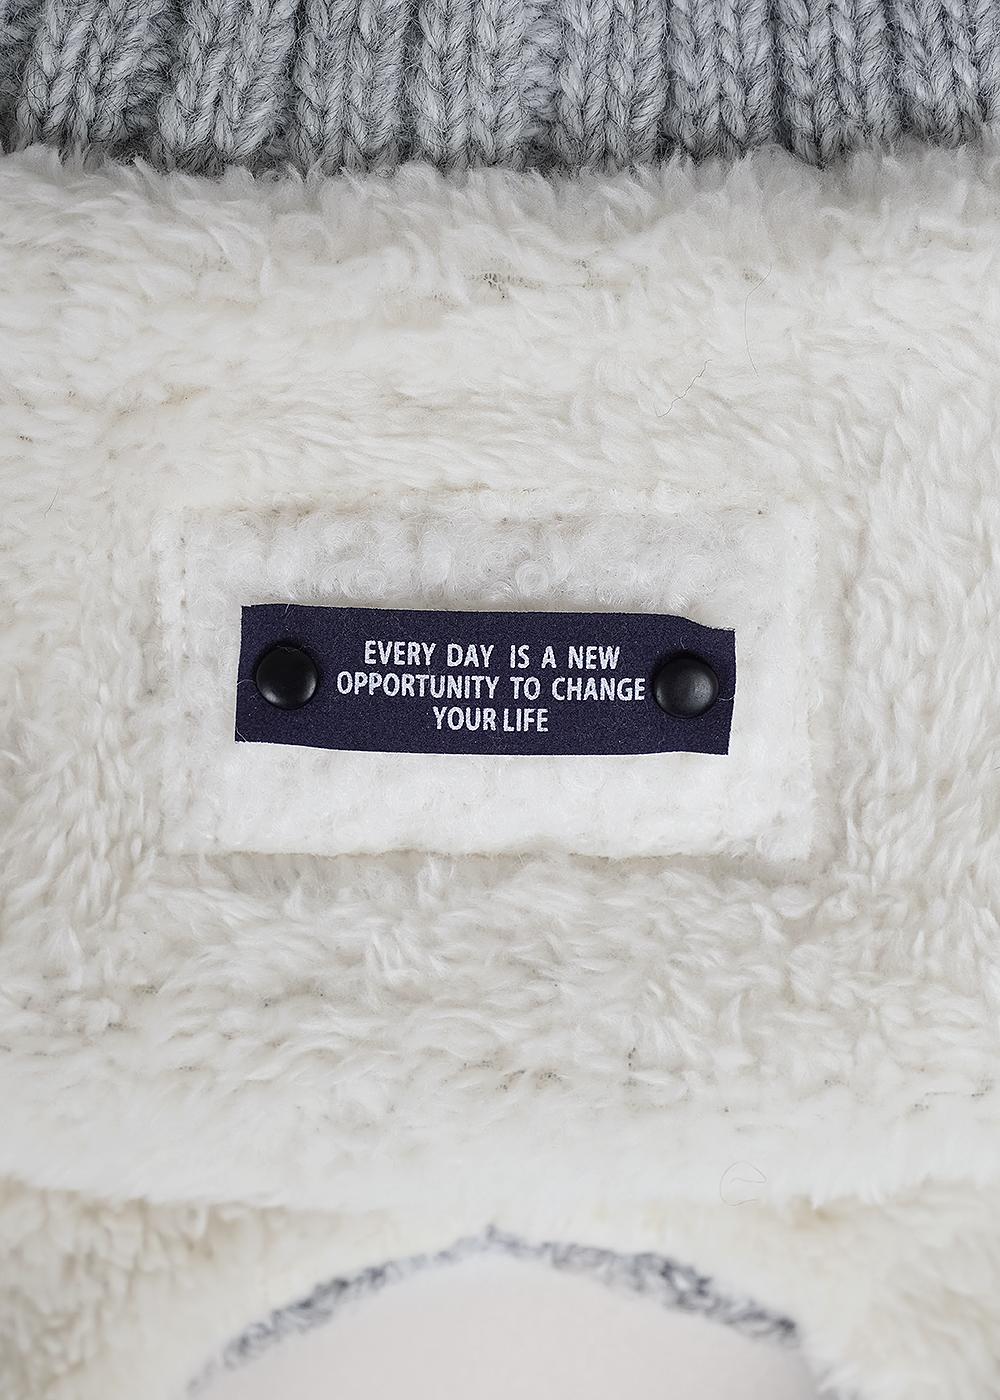 EVERY DAY IS A NEW
OPPORTUNITY TO CHANGE
YOUR LIFE